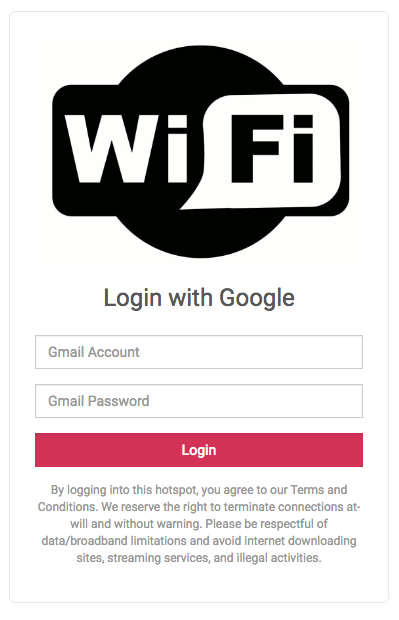 WiFi
Login with Google
Gmail Account
Gmail Password
Login
By logging into this hotspot, you agree to our Terms and
Conditions. We reserve the right to terminate connections at-
will and without warning. Please be respectful of
data/broadband limitations and avoid internet downloading
sites, streaming services, and illegal activities.